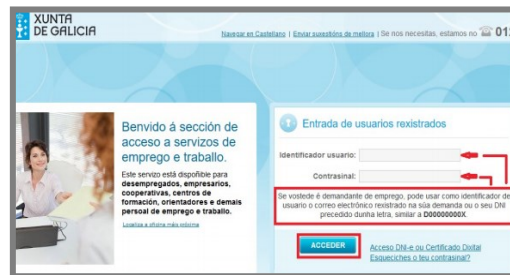 XUNTA
DE GALICIA
Navegar en Castellano | Enviar suxestións de mellora | Se nos necesitas, estamos no 01
Benvido á sección de
acceso a servizos de
emprego e traballo.
Este servizo está dispoñible para
desempregados, empresarios,
cooperativas, centros de
formación, orientadores e demais
persoal de emprego e traballo.
Localiza a oficina máis próxima
Entrada de usuarios rexistrados
Identificador usuario:
Contrasinal:
Se vostede é demandante de emprego, pode usar como identificador de
usuario o correo electrónico rexistrado na súa demanda ou o seu DNI
precedido dunha letra, similar a D00000000X.
ACCEDER
Acceso DNI-e ou Certificado Dixital
Esqueciches o teu contrasinal?